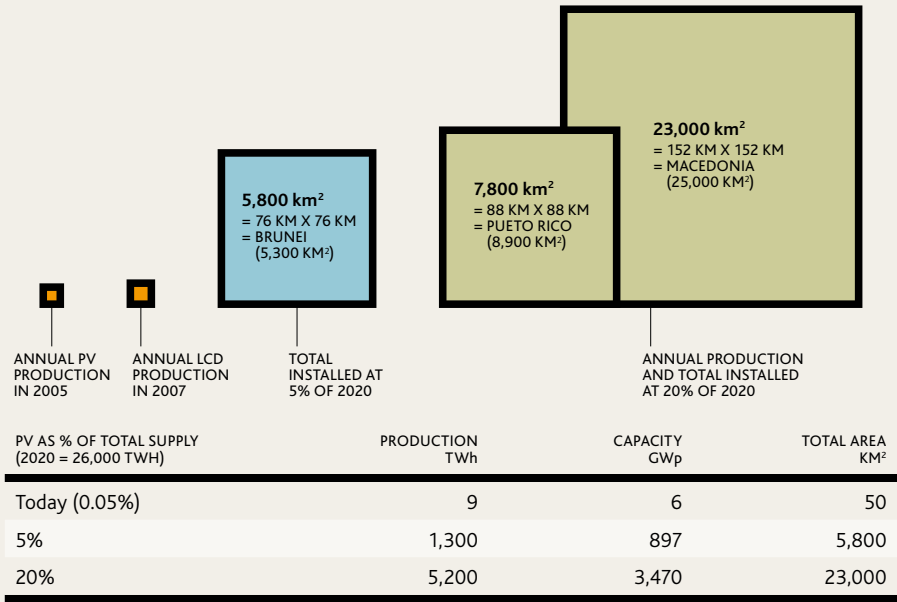 5,800 km²
= 76 KM X 76 KM
= BRUNEI
(5,300 KM²)
7,800 km²
= 88 KM X 88 KM
= PUETO RICO
(8,900 KM²)
23,000 km²
= 152 KM X 152 KM
= MACEDONIA
(25,000 KM²)
ANNUAL PV
PRODUCTION
IN 2005
ANNUAL LCD
PRODUCTION
IN 2007
TOTAL
INSTALLED AT
5% OF 2020
ANNUAL PRODUCTION
AND TOTAL INSTALLED
AT 20% OF 2020
PV AS % OF TOTAL SUPPLY PRODUCTION CAPACITY TOTAL AREA
(2020 = 26,000 TWH) TWh GWp KM²
Today (0.05%) 9 6 50
5% 1,300 897 5,800
20% 5,200 3,470 23,000